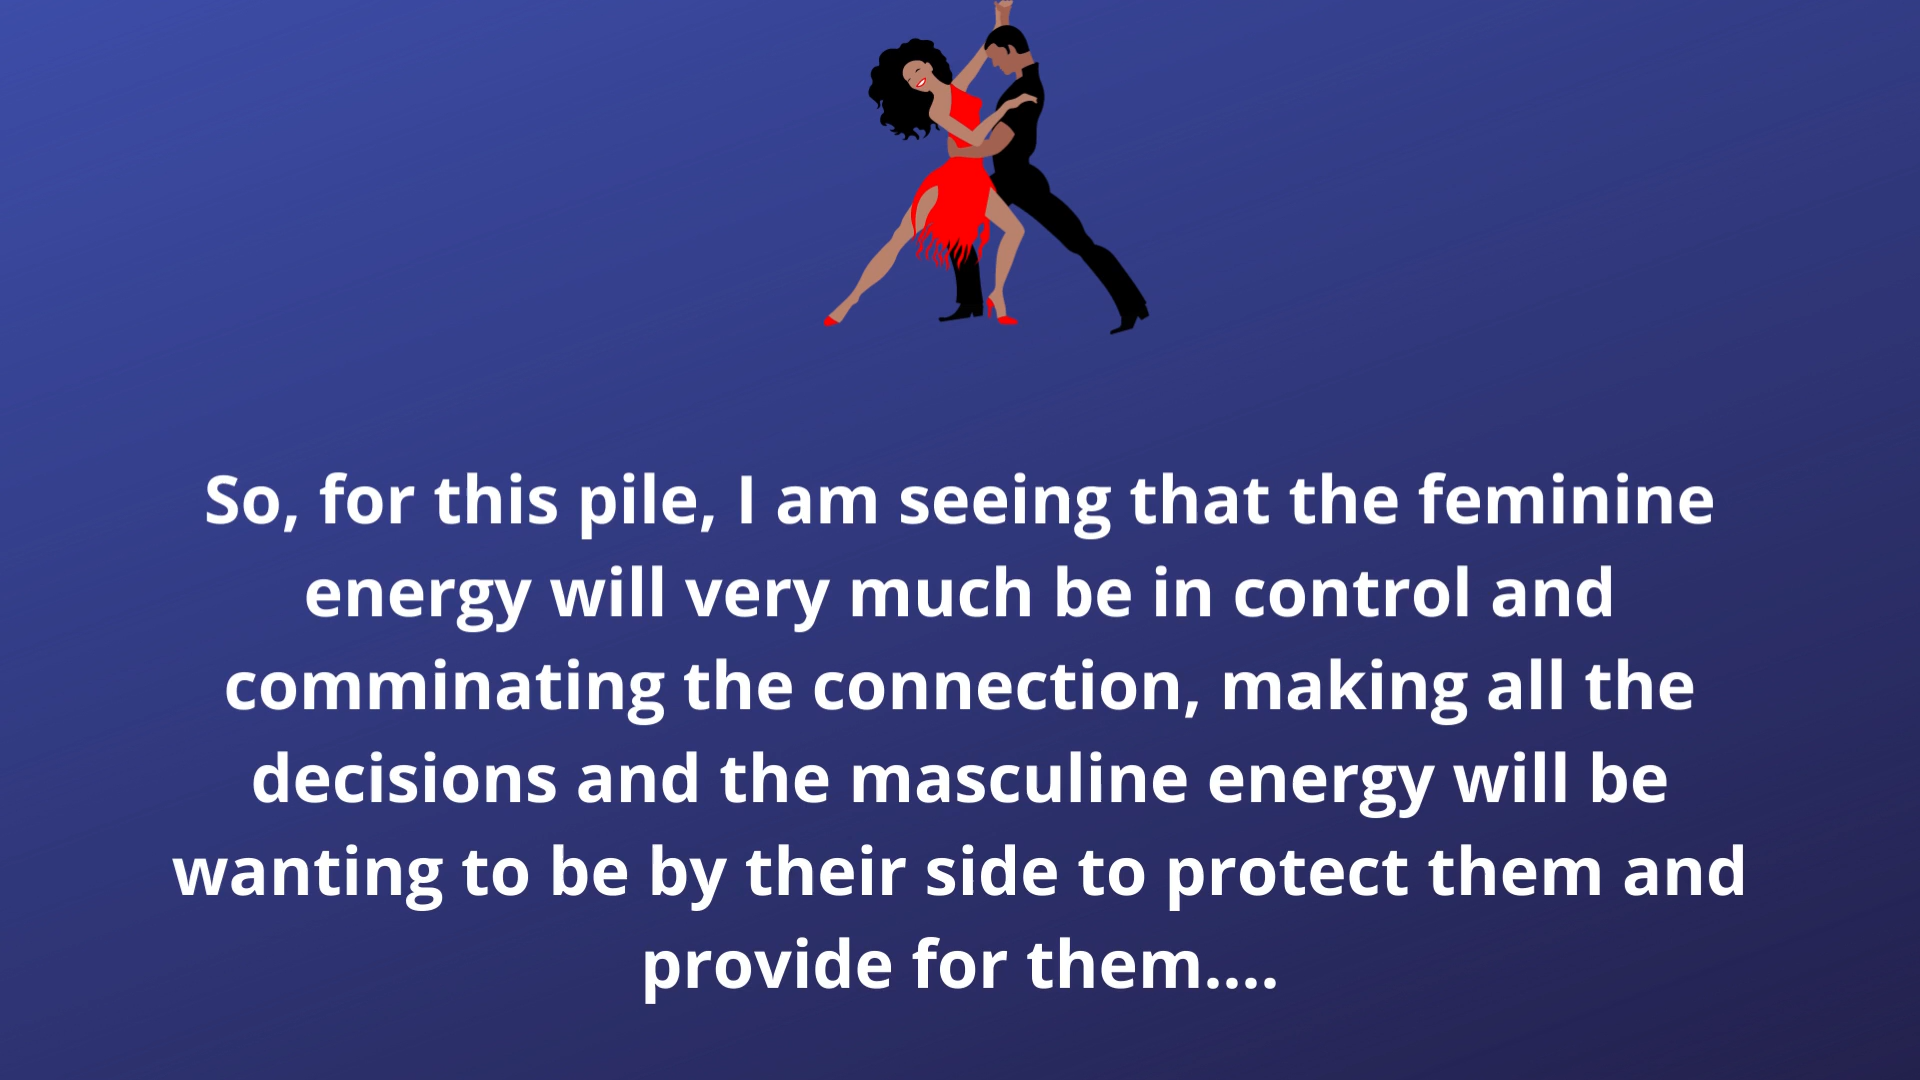 So, for this pile, I am seeing that the feminine
energy will very much be in control and
comminating the connection, making all the
decisions and the masculine energy will be
wanting to be by their side to protect them and
provide for them....